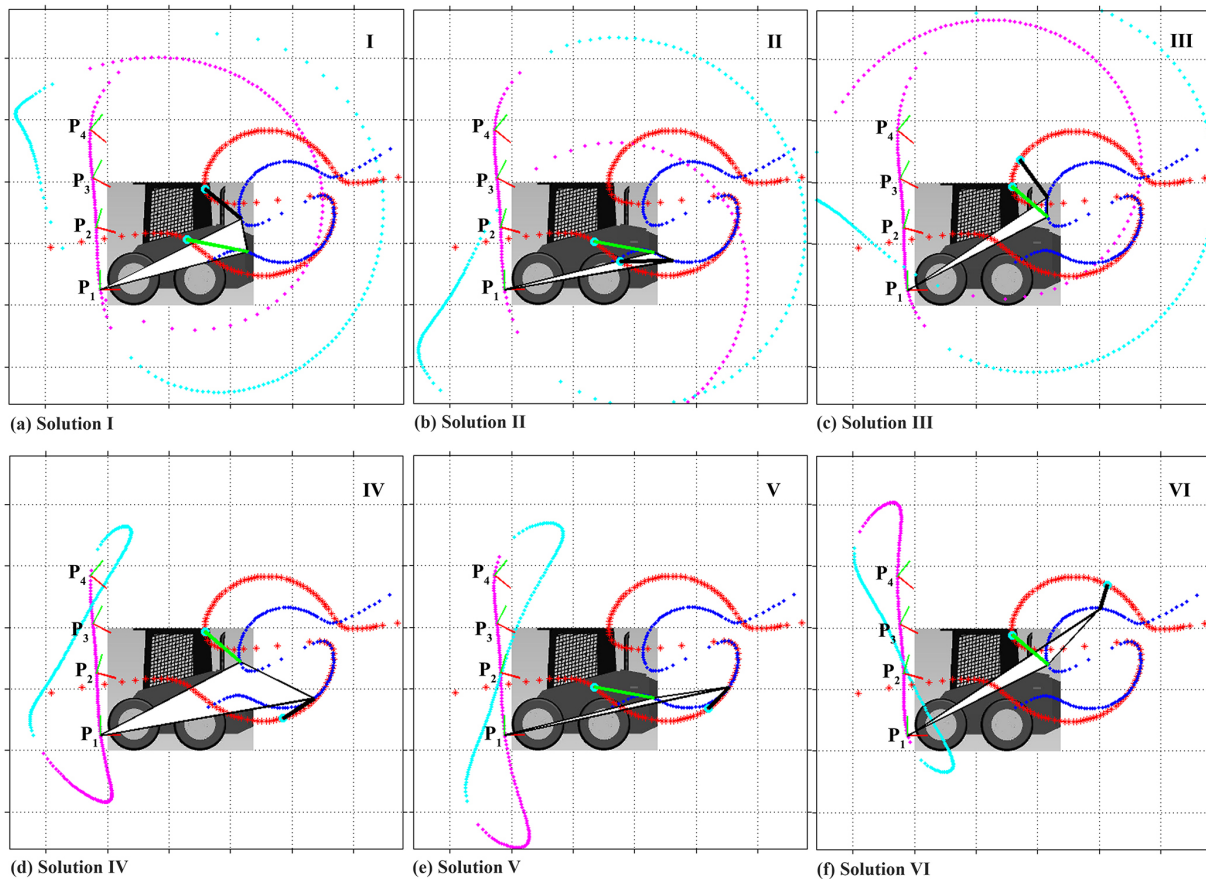 I
P4
P3
P2
P1
(a) Solution I
II
P4
P3
P2
P1
(b) Solution II
III
P4
P3
P2
P1
(c) Solution III
IV
P4
P3
P2
P1
(d) Solution IV
V
P4
P3
P2
P1
(e) Solution V
VI
P4
P3
P2
P1
(f) Solution VI